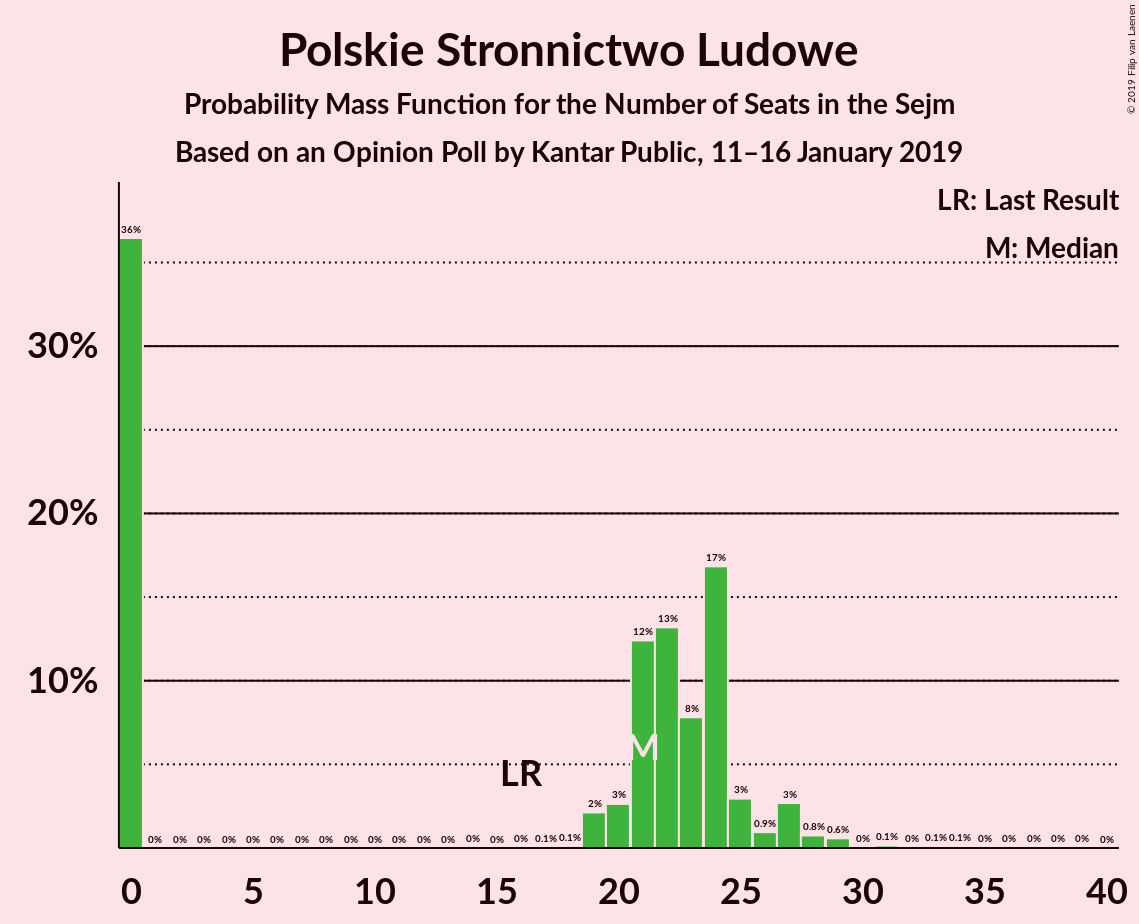 Polskie Stronnictwo Ludowe
Probability Mass Function for the Number of Seats in the Sejm
Based on an Opinion Poll by Kantar Public, 11–16 January 2019
© 2019 Filip van Laenen
LR: Last Result
M: Median
30%
20%
10%
36% 0% 0% 0% 0% 0% 0% 0% 0% 0% 0% 0% 0% 0% 0% 0% 0% 0.1% 0.1% 2% 3% 12% 13% 8% 17% 3% 0.9% 3% 0.8% 0.6% 0% 0.1% 0% 0.1% 0.1% 0% 0% 0% 0% 0% 0%
LR
M
0 5 10 15 20 25 30 35 40